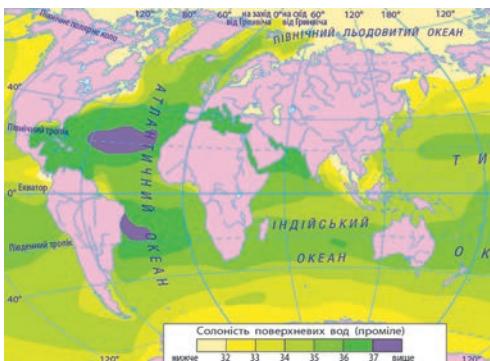 120°
на захід 0° на схід
від Гринвіча від Гринвіча
120°
180°
120°
Північне полярне коло
ПІВНІЧНИЙ ЛЬОДОВИТИЙ ОКЕАН
40°
40°
Північний тропік
АТЛАНТИЧНИЙ ОКЕАН
Т И
Екватор
0°
0°
ІНДІЙСЬКИЙ
ОКЕАН
Південний тропік
О К
40°
40°
Солоність поверхневих вод (проміле)
нижче 32 33 34 35 36 37 вище
120°
120°